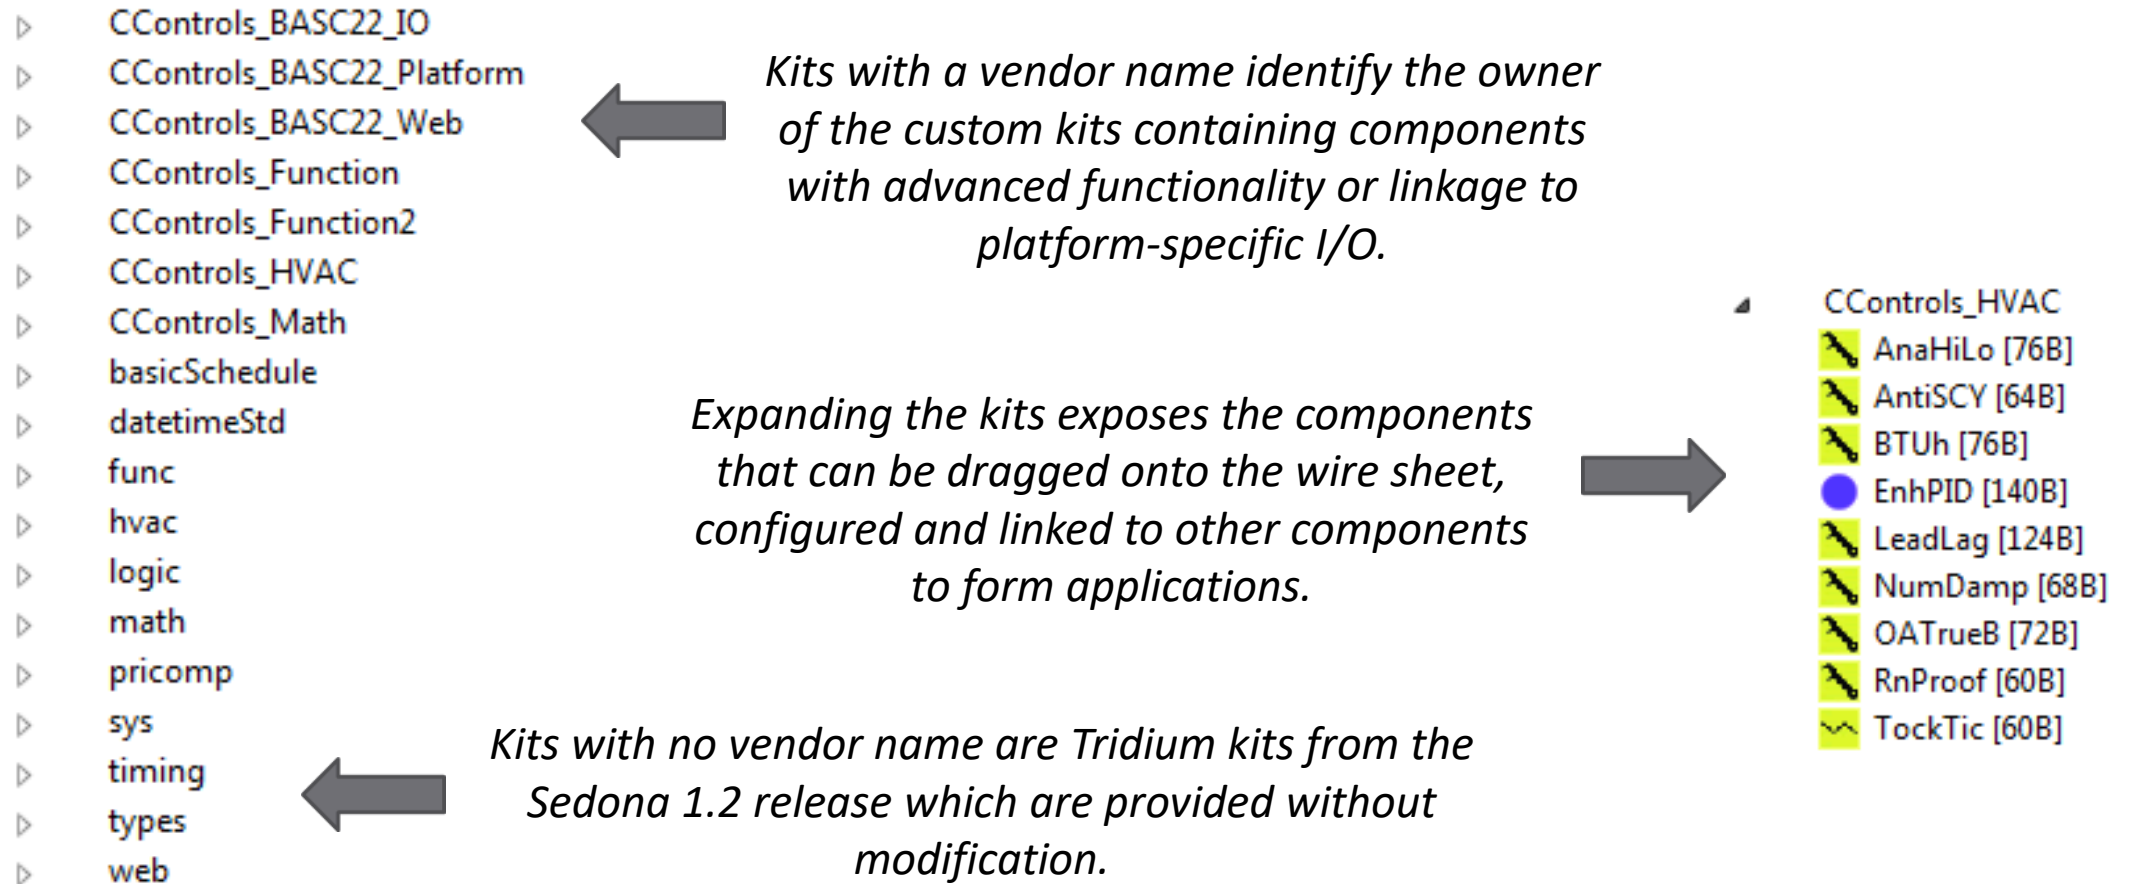 CControls_BASC22_IO
CControls_BASC22_Platform
CControls_BASC22_Web
CControls_Function
CControls_Function2
CControls_HVAC
CControls_Math
basicSchedule
datetimeStd
func
hvac
logic
math
pricomp
sys
timing
types
web
Kits with a vendor name identify the owner
of the custom kits containing components
with advanced functionality or linkage to
platform-specific I/O.
Expanding the kits exposes the components
that can be dragged onto the wire sheet,
configured and linked to other components
to form applications.
Kits with no vendor name are Tridium kits from the
Sedona 1.2 release which are provided without
modification.
CControls_HVAC
AnaHiLo [76B]
AntiSCY [64B]
BTUh [76B]
EnhPID [140B]
LeadLag [124B]
NumDamp [68B]
OATrueB [72B]
RnProof [60B]
TockTic [60B]